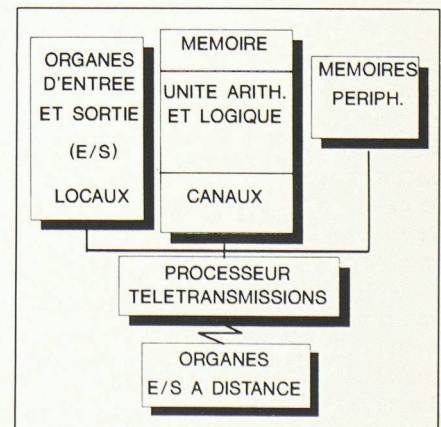 ORGANES
D'ENTREE
ET SORTIE
(E/S)
LOCAUX
MEMOIRE
UNITE ARITH.
ET LOGIQUE
CANAUX
MEMOIRES
PERIPH.
PROCESSEUR
TELETRANSMISSIONS
ORGANES
E/S A DISTANCE